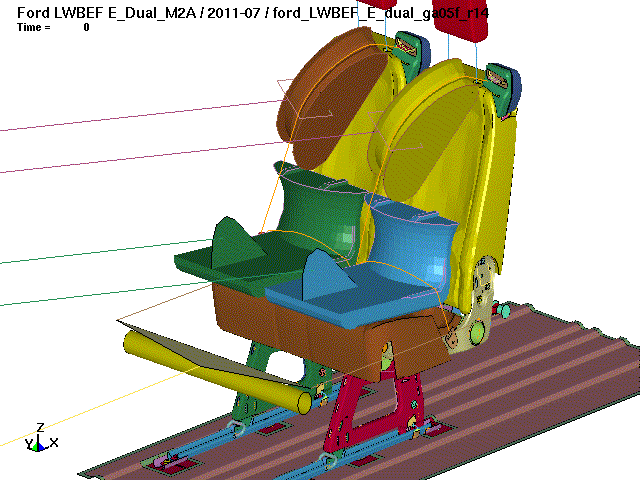 Ford LWBEF E_Dual_M2A / 2011-07 / ford_LWBEF_E_dual_ga05f_r14
Time = 0
Z
Y X